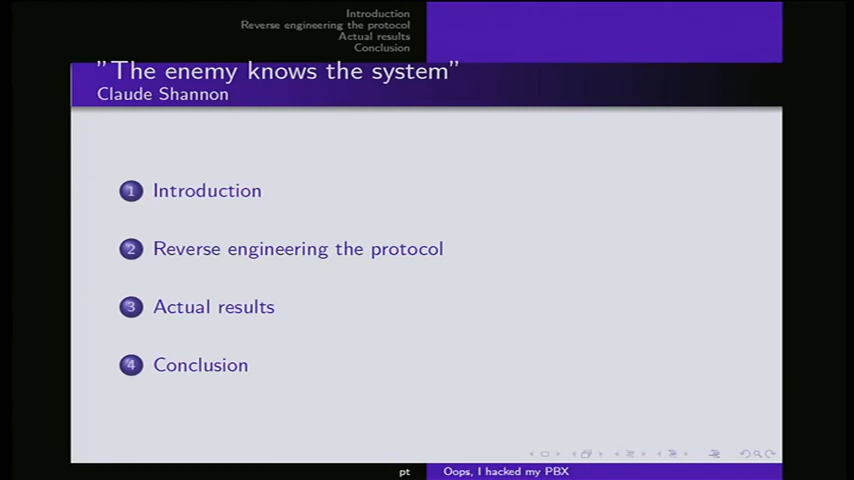 Introduction
Reverse engineering the protocol
Actual results
Conclusion
"The enemy knows the system"
Claude Shannon
1 Introduction
2 Reverse engineering the protocol
3 Actual results
4 Conclusion
pt Oops, I hacked my PBX